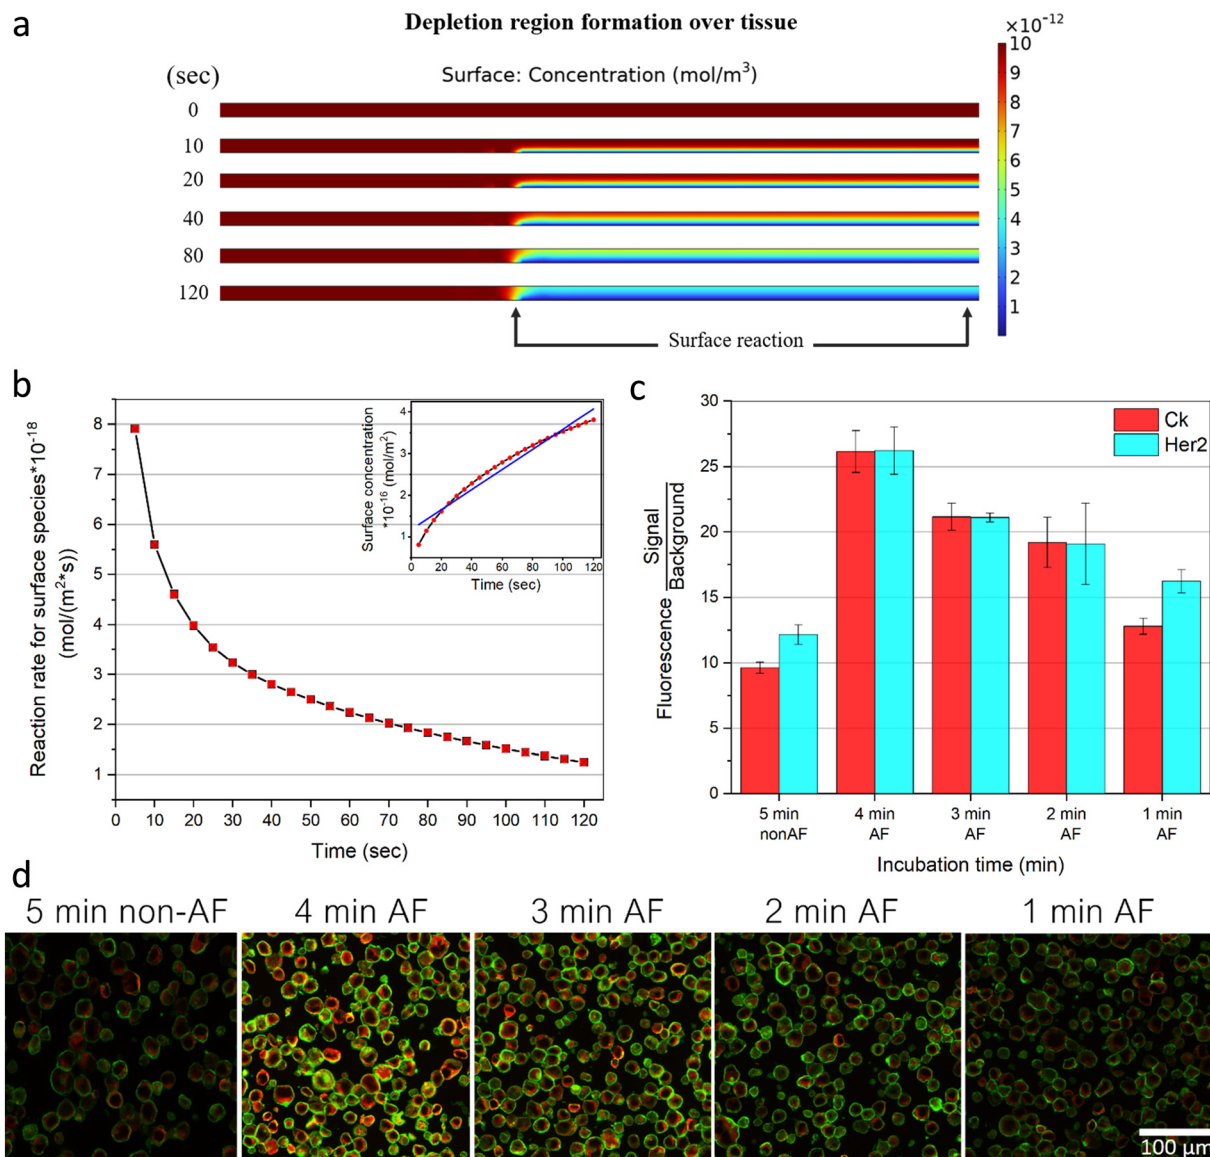 a
Depletion region formation over tissue
×10⁻¹²
(sec)
Surface: Concentration (mol/m³)
10
9
8
7
6
5
4
3
2
1
0
10
20
40
80
120
Surface reaction
b
Reaction rate for surface species*10⁻¹⁸
(mol/(m²*s))
8
7
6
5
4
3
2
1
0 10 20 30 40 50 60 70 80 90 100 110 120
Time (sec)
Surface concentration
*10⁻¹⁶ (mol/m²)
4
3
2
1
0 20 40 60 80 100 120
Time (sec)
c
Fluorescence Signal
Background
30
25
20
15
10
5
0
Ck
Her2
5 min 4 min 3 min 2 min 1 min
nonAF AF AF AF AF
Incubation time (min)
d
5 min non-AF 4 min AF 3 min AF 2 min AF 1 min AF
100 µm